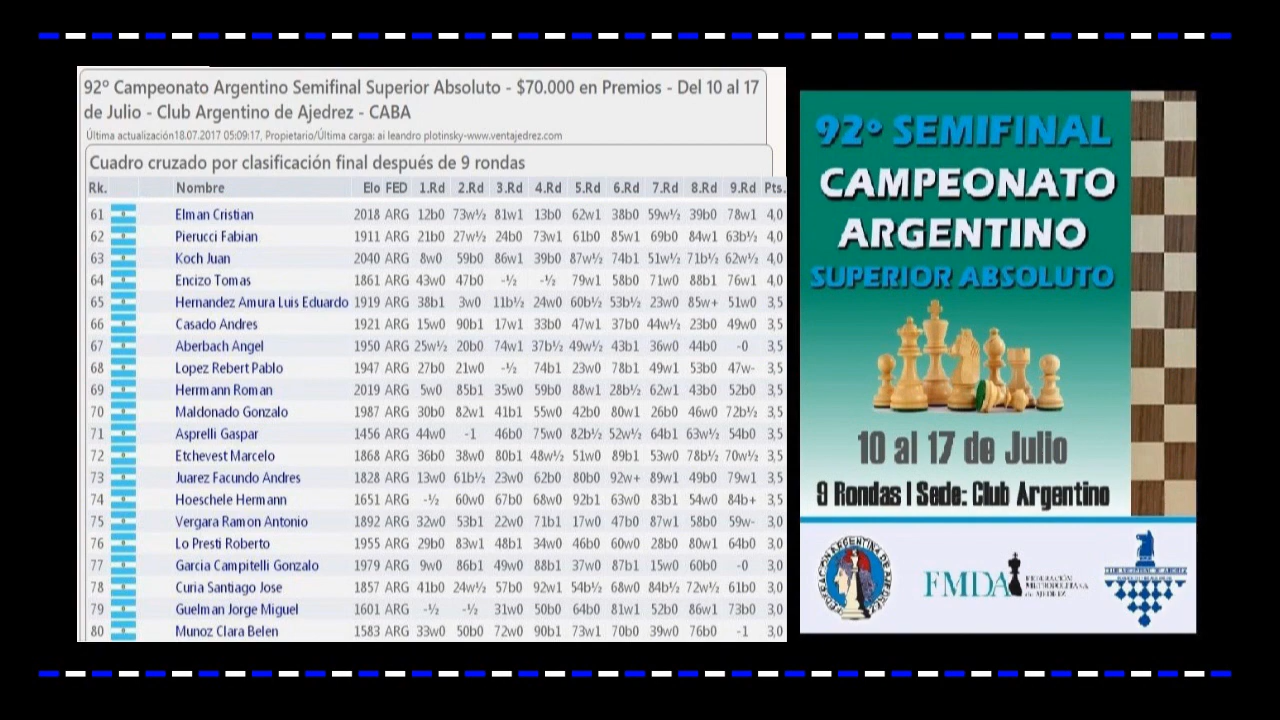 92º Campeonato Argentino Semifinal Superior Absoluto - $70.000 en Premios - Del 10 al 17
de Julio - Club Argentino de Ajedrez - CABA
Última actualización18.07.2017 05:09:17, Propietario/Última carga: ai leandro plotinsky-www.ventajedrez.com
Cuadro cruzado por clasificación final después de 9 rondas
Rk. Nombre Elo FED 1.Rd 2.Rd 3.Rd 4.Rd 5.Rd 6.Rd 7.Rd 8.Rd 9.Rd Pts.
61 Elman Cristian 2018 ARG 12b0 73w½ 81w1 13b0 62w1 38b0 59w½ 39b0 78w1 4,0
62 Pierucci Fabian 1911 ARG 21b0 27w½ 24b0 73w1 61b0 85w1 69b0 84w1 63b½ 4,0
63 Koch Juan 2040 ARG 8w0 59b0 86w1 39b0 87w½ 74b1 51w½ 71b½ 62w½ 4,0
64 Encizo Tomas 1861 ARG 43w0 47b0 -½ -½ 79w1 58b0 71w0 88b1 76w1 4,0
65 Hernandez Amura Luis Eduardo 1919 ARG 38b1 3w0 11b½ 24w0 60b½ 53b½ 23w0 85w+ 51w0 3,5
66 Casado Andres 1921 ARG 15w0 90b1 17w1 33b0 47w1 37b0 44w½ 23b0 49w0 3,5
67 Aberbach Angel 1950 ARG 25w½ 20b0 74w1 37b½ 49w½ 43b1 36w0 44b0 -0 3,5
68 Lopez Rebert Pablo 1947 ARG 27b0 21w0 -½ 74b1 23w0 78b1 49w1 53b0 47w- 3,5
69 Herrmann Roman 2019 ARG 5w0 85b1 35w0 59b0 88w1 28b½ 62w1 43b0 52b0 3,5
70 Maldonado Gonzalo 1987 ARG 30b0 82w1 41b1 55w0 42b0 80w1 26b0 46w0 72b½ 3,5
71 Asprelli Gaspar 1456 ARG 44w0 -1 46b0 75w0 82b½ 52w½ 64b1 63w½ 54b0 3,5
72 Etchevest Marcelo 1868 ARG 36b0 38w0 80b1 48w½ 51w0 89b1 53w0 78b½ 70w½ 3,5
73 Juarez Facundo Andres 1828 ARG 13w0 61b½ 23w0 62b0 80b0 92w+ 89w1 49b0 79w1 3,5
74 Hoeschele Hermann 1651 ARG -½ 60w0 67b0 68w0 92b1 63w0 83b1 54w0 84b+ 3,5
75 Vergara Ramon Antonio 1892 ARG 32w0 53b1 22w0 71b1 17w0 47b0 87w1 58b0 59w- 3,0
76 Lo Presti Roberto 1955 ARG 29b0 83w1 48b1 34w0 46b0 60w0 28b0 80w1 64b0 3,0
77 Garcia Campitelli Gonzalo 1979 ARG 9w0 86b1 49w0 88b1 37w0 87b1 15w0 60b0 -0 3,0
78 Curia Santiago Jose 1857 ARG 41b0 24w½ 57b0 92w1 54b½ 68w0 84b½ 72w½ 61b0 3,0
79 Guelman Jorge Miguel 1601 ARG -½ -½ 31w0 50b0 64b0 81w1 52b0 86w1 73b0 3,0
80 Munoz Clara Belen 1583 ARG 33w0 50b0 72w0 90b1 73w1 70b0 39w0 76b0 -1 3,0
92º SEMIFINAL
CAMPEONATO
ARGENTINO
SUPERIOR ABSOLUTO
10 al 17 de Julio
9 Rondas | Sede: Club Argentino
FMDA
FEDERACIÓN
METROPOLITANA
de AJEDREZ